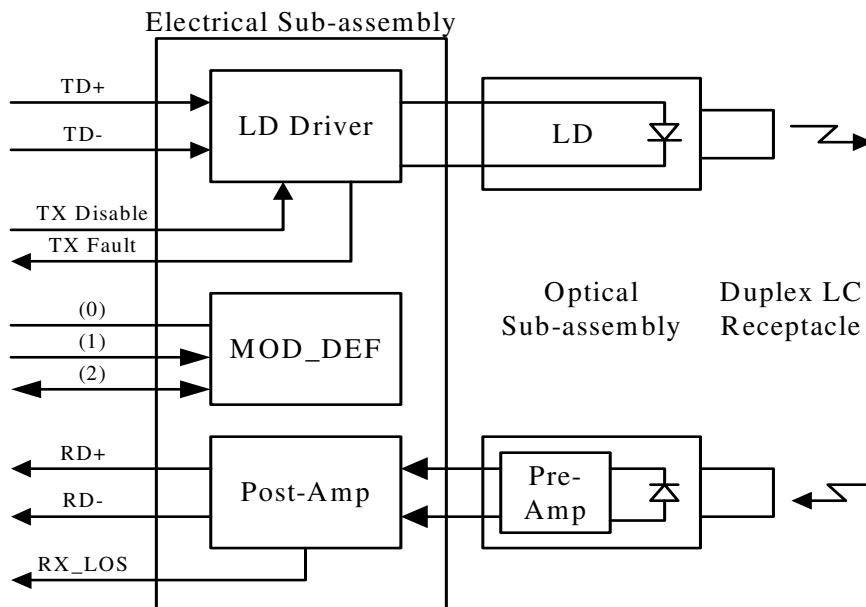 Electrical Sub-assembly
TD+
TD-
LD Driver
LD
TX Disable
TX Fault
(0)
(1)
(2)
MOD_DEF
Optical
Sub-assembly
Duplex LC
Receptacle
RD+
RD-
RX_LOS
Post-Amp
Pre-
Amp